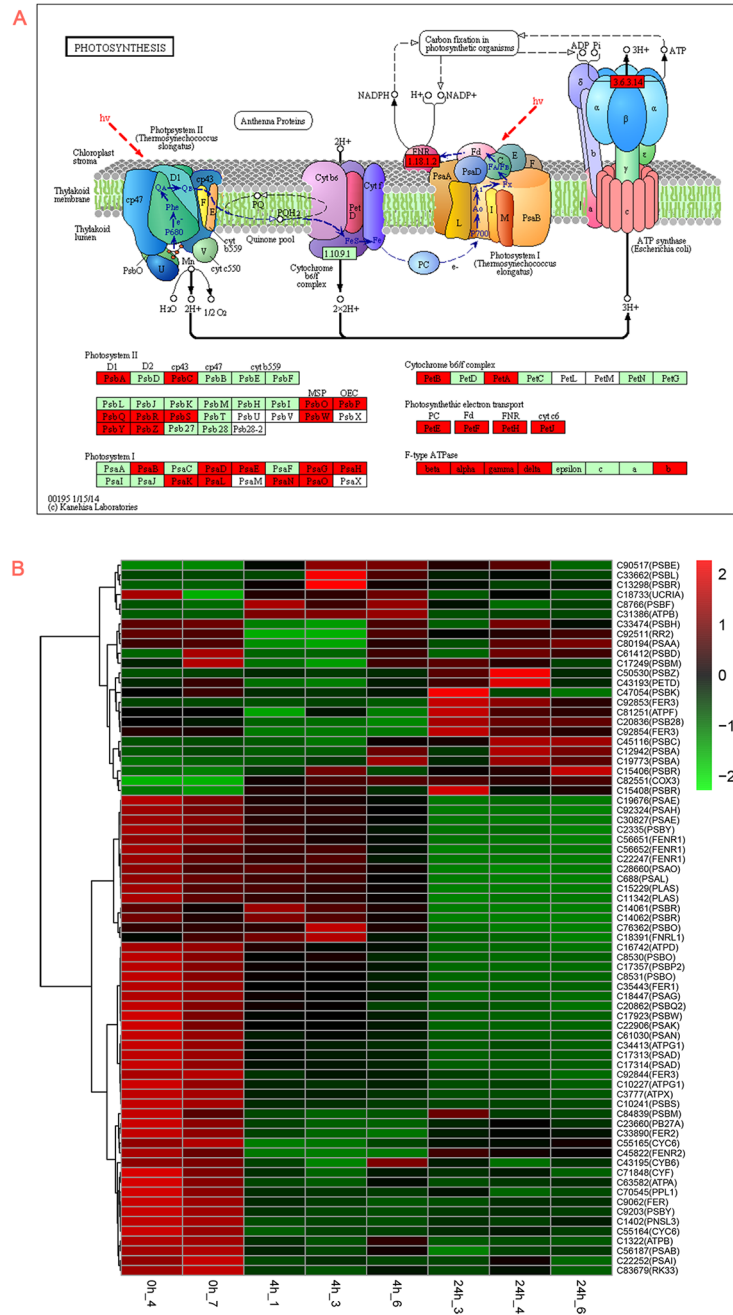 A
PHOTOSYNTHESIS
Carbon fixation in
photosynthetic organisms
ADP Pi
3H+
ATP
NADPH
H+
NADP+
hν
hν
Photpsystem II
(Thermosynechococcus
elongatus)
Anthenna Proteins
Chloroplast
stroma
Thylakoid
membrane
Thylakoid
lumen
2H+
FNR
1.18.1.2
3.6.3.14
Fd
D1
cp43
cp47
QA
QB
Phe
e-
P680
F
E
cyt
b559
V
cyt c550
U
PsbO
Mn
PQ
PQH2
Quinone pool
Cyt b6
Cyt f
Pet
D
FeS
Fe
1.10.9.1
Cytochrome
b6/f
complex
PC
e-
PsaA
PsaD
C
E
F
FA/FB
Fx
A1
Ao
P700
L
I
M
PsaB
Photosystem I
(Thermosynechococcus
elongatus)
δ
α
β
α
b
γ
ε
a
c
ATP synthase
(Escherichia coli)
H2O
2H+
1/2 O2
2×2H+
3H+
Photosystem II
D1 D2 cp43 cp47 cyt b559
PsbA PsbD PsbC PsbB PsbE PsbF
MSP OEC
PsbL PsbJ PsbK PsbM PsbH PsbI PsbO PsbP
PsbQ PsbR PsbS PsbT PsbU PsbV PsbW PsbX
PsbY PsbZ Psb27 Psb28 Psb28-2
Photosystem I
PsaA PsaB PsaC PsaD PsaE PsaF PsaG PsaH
PsaI PsaJ PsaK PsaL PsaM PsaN PsaO PsaX
Cytochrome b6/f complex
PetB PetD PetA PetC PetL PetM PetN PetG
Photosynthethic electron transport
PC Fd FNR cyt c6
PetE PetF PetH PetJ
F-type ATPase
beta alpha gamma delta epsilon c a b
00195 1/15/14
(c) Kanehisa Laboratories
B
C90517(PSBE)
C33662(PSBL)
C13298(PSBR)
C18733(UCRIA)
C8766(PSBF)
C31386(ATPB)
C33474(PSBH)
C92511(RR2)
C80194(PSAA)
C61412(PSBD)
C17249(PSBM)
C50530(PSBZ)
C43193(PETD)
C47054(PSBK)
C92853(FER3)
C81251(ATPF)
C20836(PSB28)
C92854(FER3)
C45116(PSBC)
C12942(PSBA)
C19773(PSBA)
C15406(PSBR)
C82551(COX3)
C15408(PSBR)
C19676(PSAE)
C92324(PSAH)
C30827(PSAE)
C2335(PSBY)
C56651(FENR1)
C56652(FENR1)
C22247(FENR1)
C28660(PSAO)
C688(PSAL)
C15229(PLAS)
C11342(PLAS)
C14061(PSBR)
C14062(PSBR)
C76362(PSBO)
C18391(FNRL1)
C16742(ATPD)
C8530(PSBO)
C17357(PSBP2)
C8531(PSBO)
C35443(FER1)
C18447(PSAG)
C20862(PSBQ2)
C17923(PSBW)
C22906(PSAK)
C61030(PSAN)
C34413(ATPG1)
C17313(PSAD)
C17314(PSAD)
C92844(FER3)
C10227(ATPG1)
C3777(ATPX)
C10241(PSBS)
C84839(PSBM)
C23660(PB27A)
C33890(FER2)
C55165(CYC6)
C45822(FENR2)
C43195(CYB6)
C71848(CYF)
C63582(ATPA)
C70545(PPL1)
C9062(FER)
C9203(PSBY)
C1402(PNSL3)
C55164(CYC6)
C1322(ATPB)
C56187(PSAB)
C22252(PSAI)
C83679(RK33)
2
1
0
−1
−2
0h_4
0h_7
4h_1
4h_3
4h_6
24h_3
24h_4
24h_6